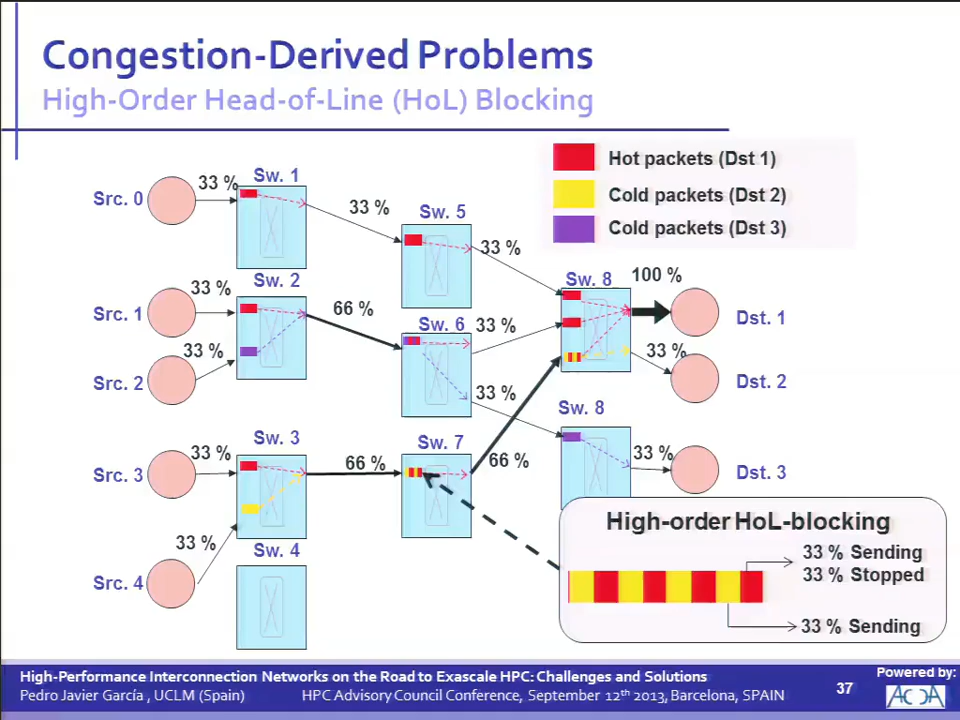 Congestion-Derived Problems
High-Order Head-of-Line (HoL) Blocking
Hot packets (Dst 1)
Cold packets (Dst 2)
Cold packets (Dst 3)
Src. 0
33 %
Sw. 1
33 %
Sw. 5
33 %
Sw. 8
100 %
Dst. 1
Src. 1
33 %
Sw. 2
66 %
Sw. 6
33 %
33 %
Dst. 2
Src. 2
33 %
33 %
Sw. 8
33 %
Dst. 3
Src. 3
33 %
Sw. 3
66 %
Sw. 7
66 %
Src. 4
33 %
Sw. 4
High-order HoL-blocking
33 % Sending
33 % Stopped
33 % Sending
High-Performance Interconnection Networks on the Road to Exascale HPC: Challenges and Solutions
Pedro Javier García , UCLM (Spain) HPC Advisory Council Conference, September 12th 2013, Barcelona, SPAIN
37
Powered by: